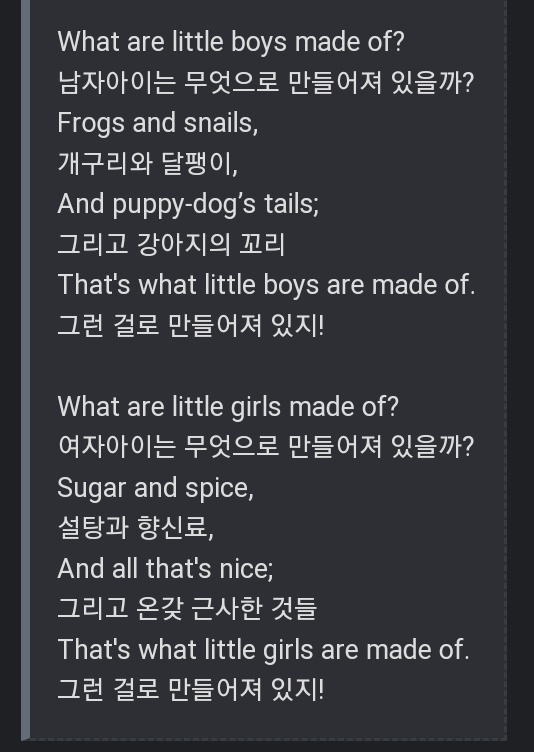 What are little boys made of?
남자아이는 무엇으로 만들어져 있을까?
Frogs and snails,
개구리와 달팽이,
And puppy-dog’s tails;
그리고 강아지의 꼬리
That's what little boys are made of.
그런 걸로 만들어져 있지!
What are little girls made of?
여자아이는 무엇으로 만들어져 있을까?
Sugar and spice,
설탕과 향신료,
And all that's nice;
그리고 온갖 근사한 것들
That's what little girls are made of.
그런 걸로 만들어져 있지!